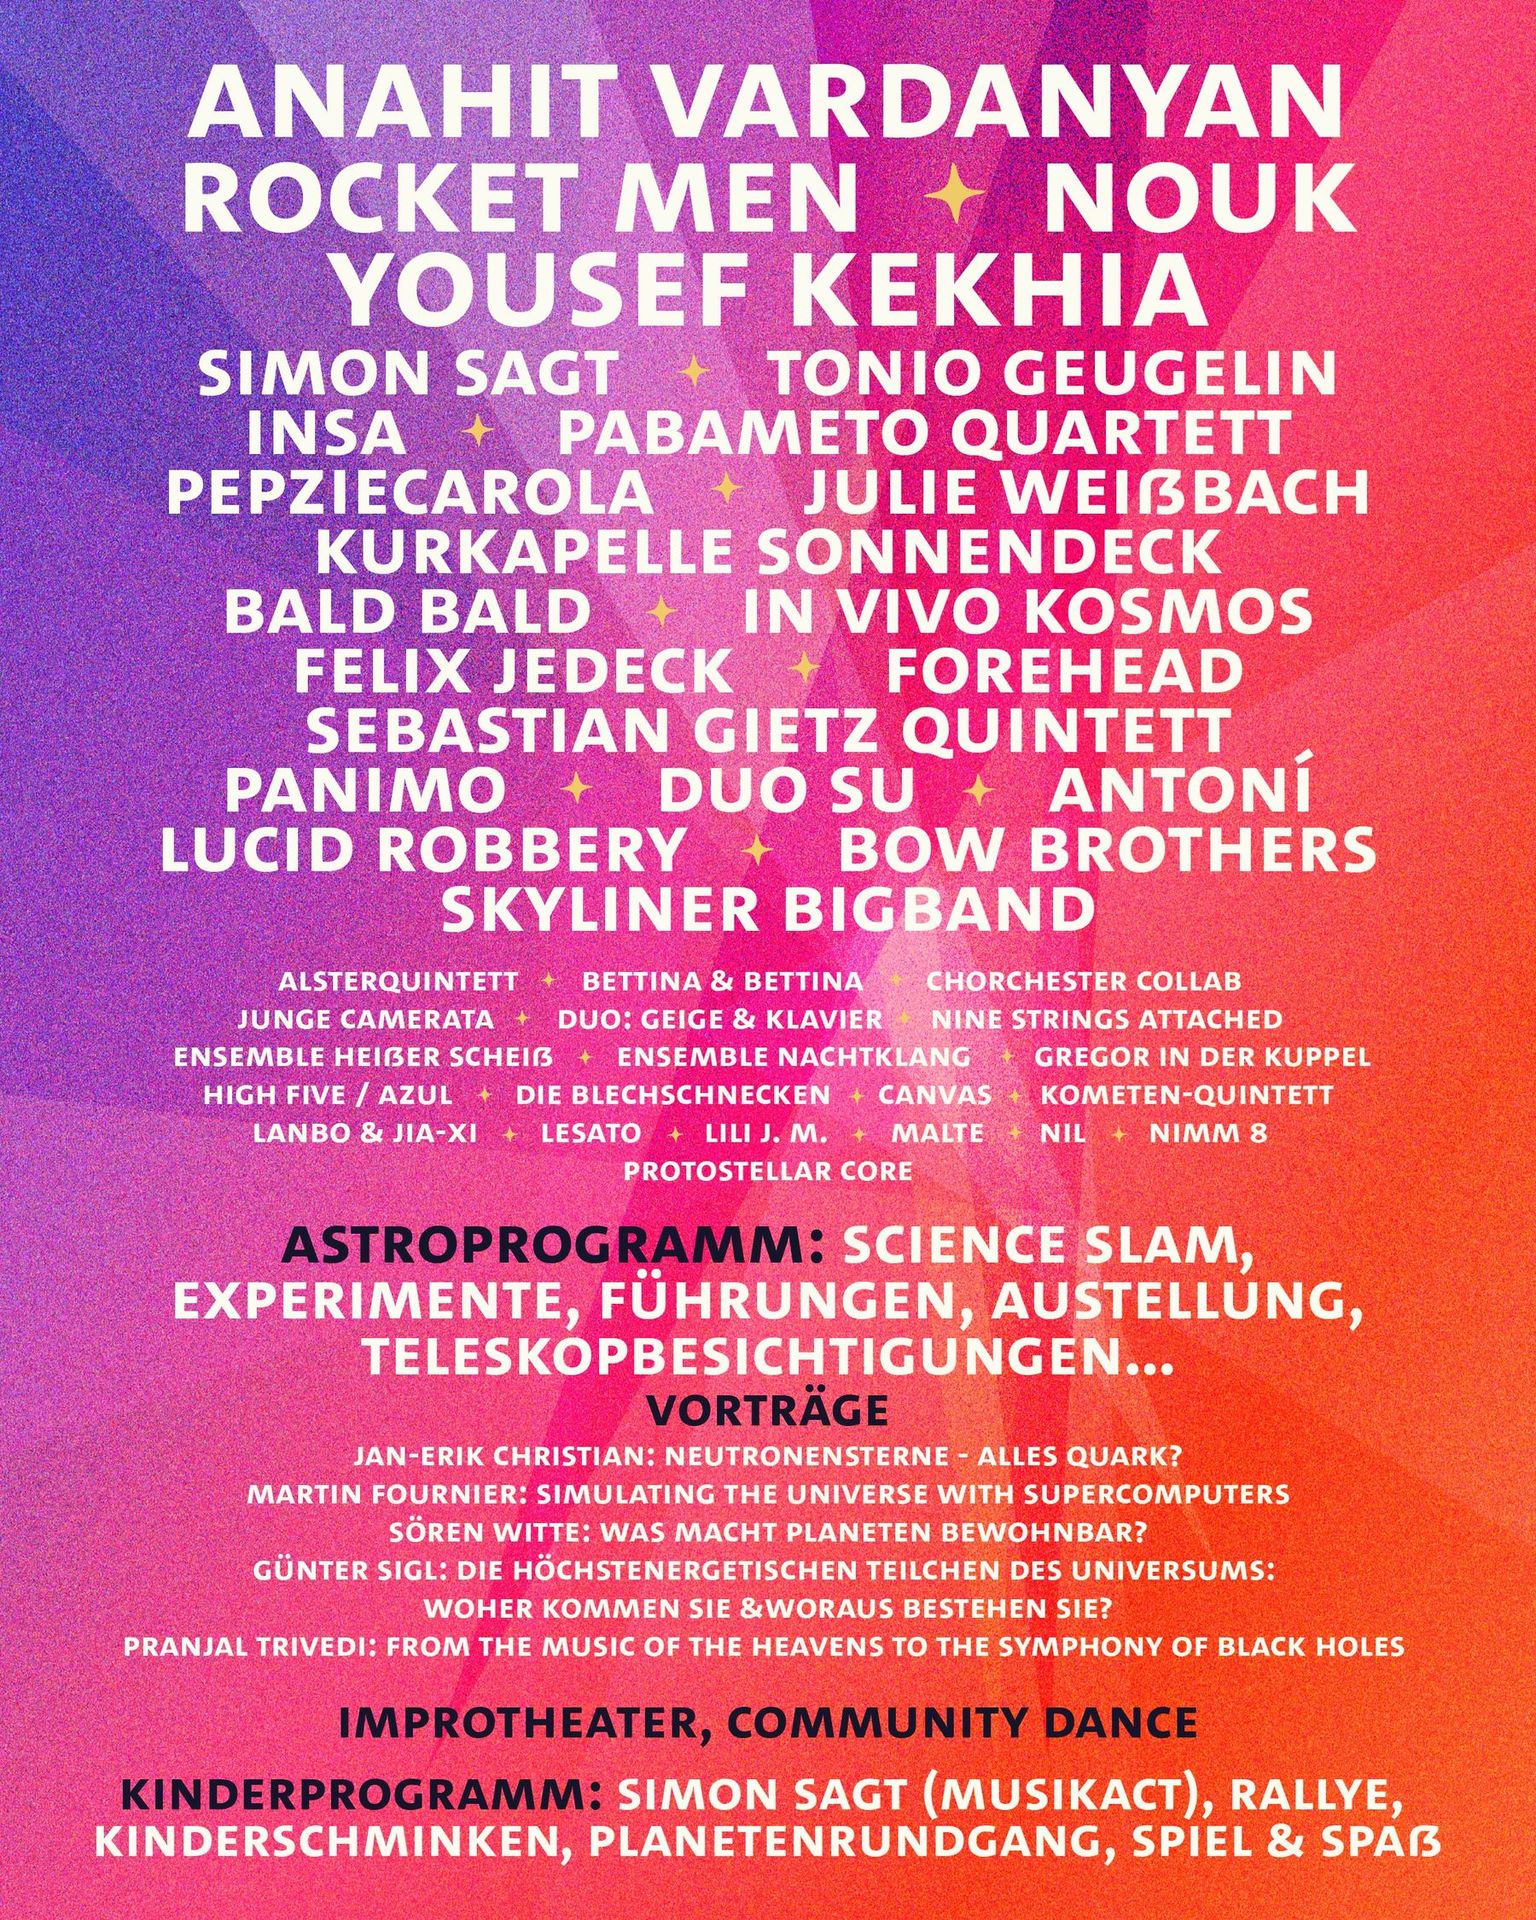 ANAHIT VARDANYAN
ROCKET MEN ✦ NOUK
YOUSEF KEKHIA
SIMON SAGT ✦ TONIO GEUGELIN
INSA ✦ PABAMETO QUARTETT
PEPZIECAROLA ✦ JULIE WEIẞBACH
KURKAPELLE SONNENDECK
BALD BALD ✦ IN VIVO KOSMOS
FELIX JEDECK ✦ FOREHEAD
SEBASTIAN GIETZ QUINTETT
PANIMO ✦ DUO SU ✦ ANTONÍ
LUCID ROBBERY ✦ BOW BROTHERS
SKYLINER BIGBAND
ALSTERQUINTETT ✦ BETTINA & BETTINA ✦ CHORCHESTER COLLAB
JUNGE CAMERATA ✦ DUO: GEIGE & KLAVIER ✦ NINE STRINGS ATTACHED
ENSEMBLE HEIẞER SCHEIẞ ✦ ENSEMBLE NACHTKLANG ✦ GREGOR IN DER KUPPEL
HIGH FIVE / AZUL ✦ DIE BLECHSCHNECKEN ✦ CANVAS ✦ KOMETEN-QUINTETT
LANBO & JIA-XI ✦ LESATO ✦ LILI J. M. ✦ MALTE ✦ NIL ✦ NIMM 8
PROTOSTELLAR CORE
ASTROPROGRAMM: SCIENCE SLAM,
EXPERIMENTE, FÜHRUNGEN, AUSTELLUNG,
TELESKOPBESICHTIGUNGEN...
VORTRÄGE
JAN-ERIK CHRISTIAN: NEUTRONENSTERNE - ALLES QUARK?
MARTIN FOURNIER: SIMULATING THE UNIVERSE WITH SUPERCOMPUTERS
SÖREN WITTE: WAS MACHT PLANETEN BEWOHNBAR?
GÜNTER SIGL: DIE HÖCHSTENERGETISCHEN TEILCHEN DES UNIVERSUMS:
WOHER KOMMEN SIE &WORAUS BESTEHEN SIE?
PRANJAL TRIVEDI: FROM THE MUSIC OF THE HEAVENS TO THE SYMPHONY OF BLACK HOLES
IMPROTHEATER, COMMUNITY DANCE
KINDERPROGRAMM: SIMON SAGT (MUSIKACT), RALLYE,
KINDERSCHMINKEN, PLANETENRUNDGANG, SPIEL & SPAẞ